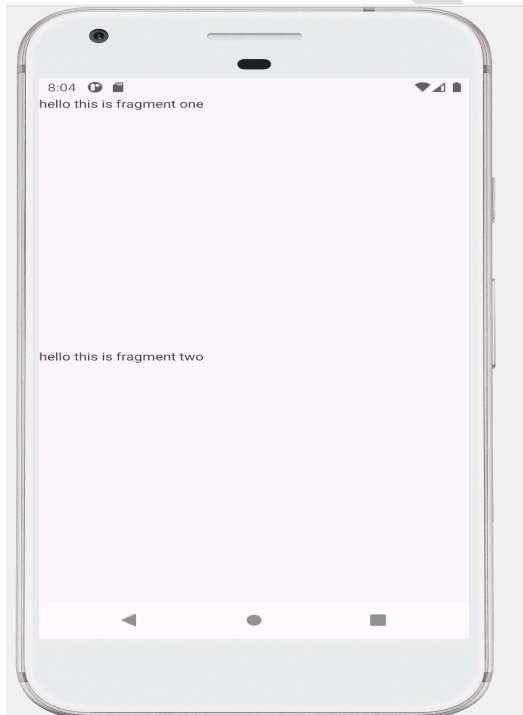 8:04
hello this is fragment one
hello this is fragment two